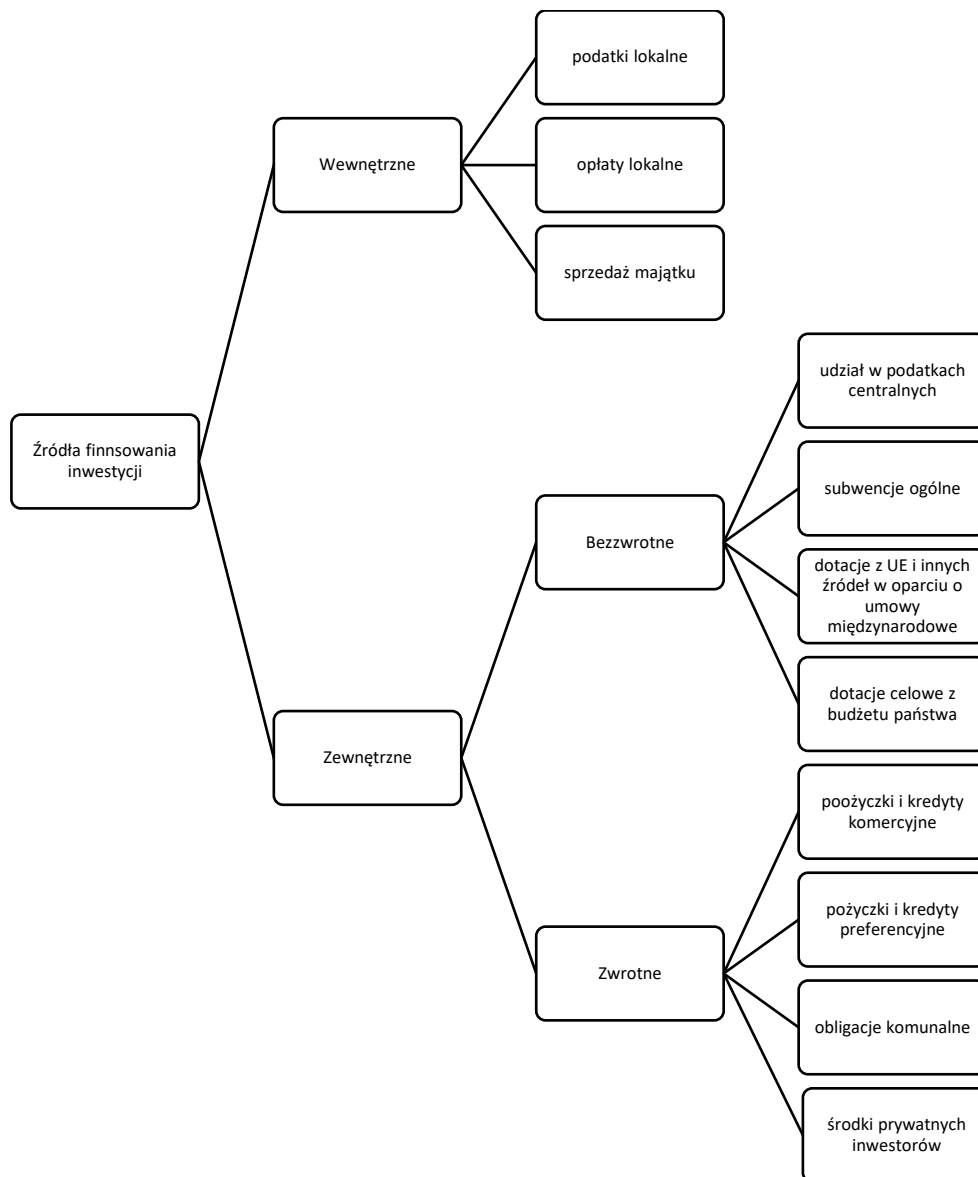 podatki lokalne
Wewnętrzne
opłaty lokalne
sprzedaż majątku
Źródła finnsowania
inwestycji
udział w podatkach
centralnych
subwencje ogólne
Bezzwrotne
dotacje z UE i innych
źródeł w oparciu o
umowy
międzynarodowe
dotacje celowe z
budżetu państwa
Zewnętrzne
poożyczki i kredyty
komercyjne
pożyczki i kredyty
preferencyjne
Zwrotne
obligacje komunalne
środki prywatnych
inwestorów